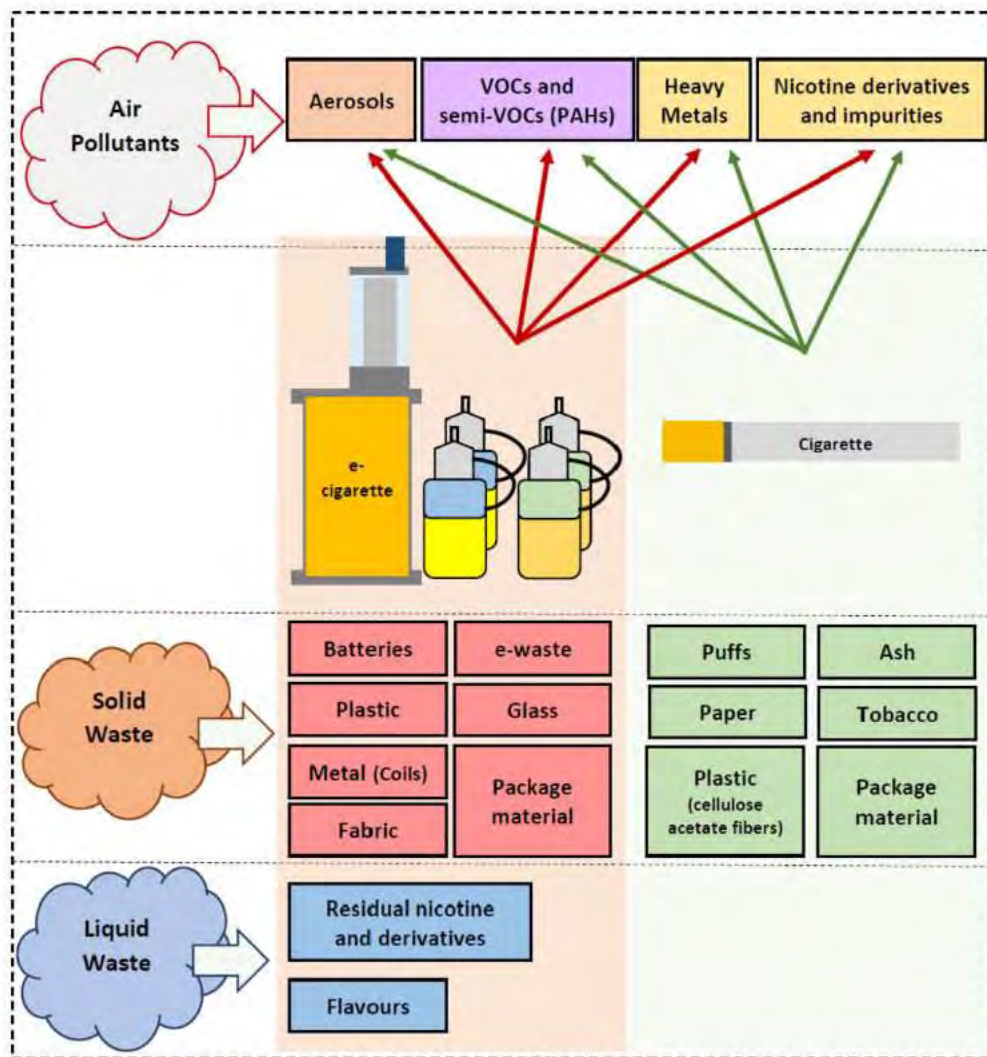 Air
Pollutants
Aerosols
VOCs and
semi-VOCs (PAHs)
Heavy
Metals
Nicotine derivatives
and impurities
e-
cigarette
Cigarette
Solid
Waste
Batteries
e-waste
Plastic
Glass
Metal (Coils)
Fabric
Package
material
Puffs
Ash
Paper
Tobacco
Plastic
(cellulose
acetate fibers)
Package
material
Liquid
Waste
Residual nicotine
and derivatives
Flavours